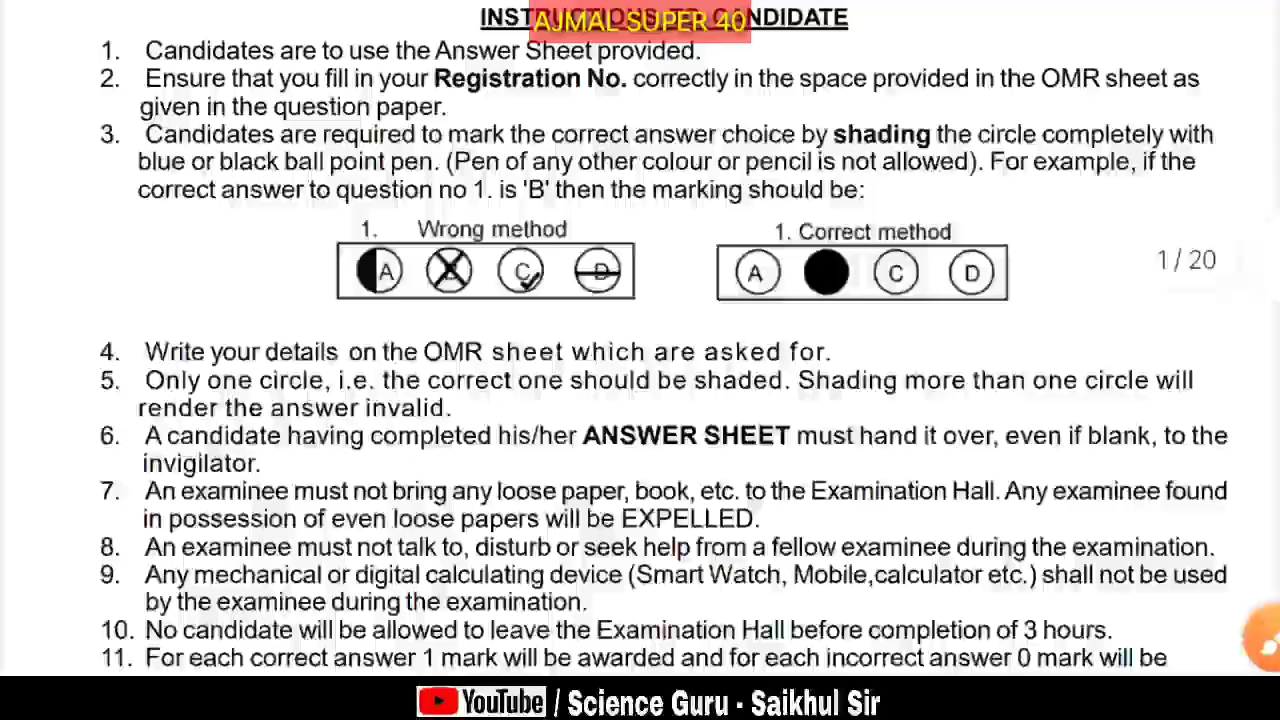 INSTRUCTIONS TO CANDIDATE
AJMAL SUPER 40
1. Candidates are to use the Answer Sheet provided.
2. Ensure that you fill in your Registration No. correctly in the space provided in the OMR sheet as
given in the question paper.
3. Candidates are required to mark the correct answer choice by shading the circle completely with
blue or black ball point pen. (Pen of any other colour or pencil is not allowed). For example, if the
correct answer to question no 1. is 'B' then the marking should be:
1. Wrong method
1. Correct method
A C D
A C D
1 / 20
4. Write your details on the OMR sheet which are asked for.
5. Only one circle, i.e. the correct one should be shaded. Shading more than one circle will
render the answer invalid.
6. A candidate having completed his/her ANSWER SHEET must hand it over, even if blank, to the
invigilator.
7. An examinee must not bring any loose paper, book, etc. to the Examination Hall. Any examinee found
in possession of even loose papers will be EXPELLED.
8. An examinee must not talk to, disturb or seek help from a fellow examinee during the examination.
9. Any mechanical or digital calculating device (Smart Watch, Mobile,calculator etc.) shall not be used
by the examinee during the examination.
10. No candidate will be allowed to leave the Examination Hall before completion of 3 hours.
11. For each correct answer 1 mark will be awarded and for each incorrect answer 0 mark will be
YouTube / Science Guru - Saikhul Sir